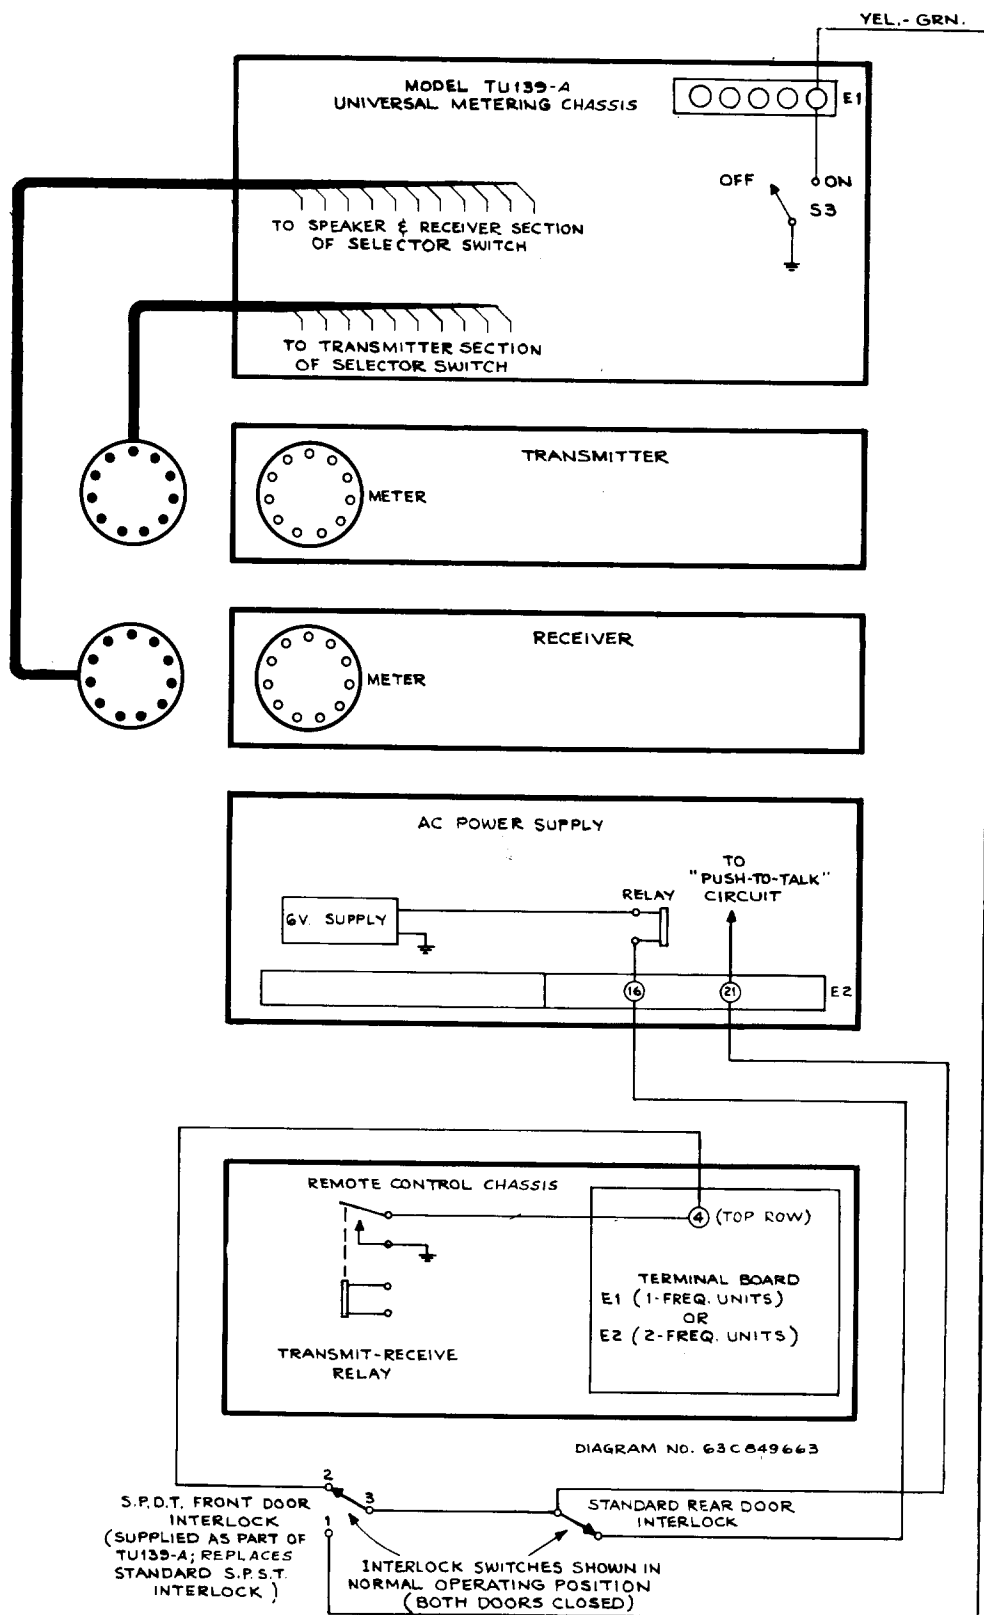 YEL.- GRN.
MODEL TU139-A
UNIVERSAL METERING CHASSIS
E1
OFF
ON
S3
TO SPEAKER & RECEIVER SECTION
OF SELECTOR SWITCH
TO TRANSMITTER SECTION
OF SELECTOR SWITCH
TRANSMITTER
METER
RECEIVER
METER
AC POWER SUPPLY
TO
"PUSH-TO-TALK"
CIRCUIT
RELAY
6V. SUPPLY
16
21
E2
REMOTE CONTROL CHASSIS
4 (TOP ROW)
TERMINAL BOARD
E1 (1-FREQ. UNITS)
OR
E2 (2-FREQ. UNITS)
TRANSMIT-RECEIVE
RELAY
DIAGRAM NO. 63C849663
2
3
1
S.P.D.T. FRONT DOOR
INTERLOCK
(SUPPLIED AS PART OF
TU139-A; REPLACES
STANDARD S.P.S.T.
INTERLOCK)
STANDARD REAR DOOR
INTERLOCK
INTERLOCK SWITCHES SHOWN IN
NORMAL OPERATING POSITION
(BOTH DOORS CLOSED)